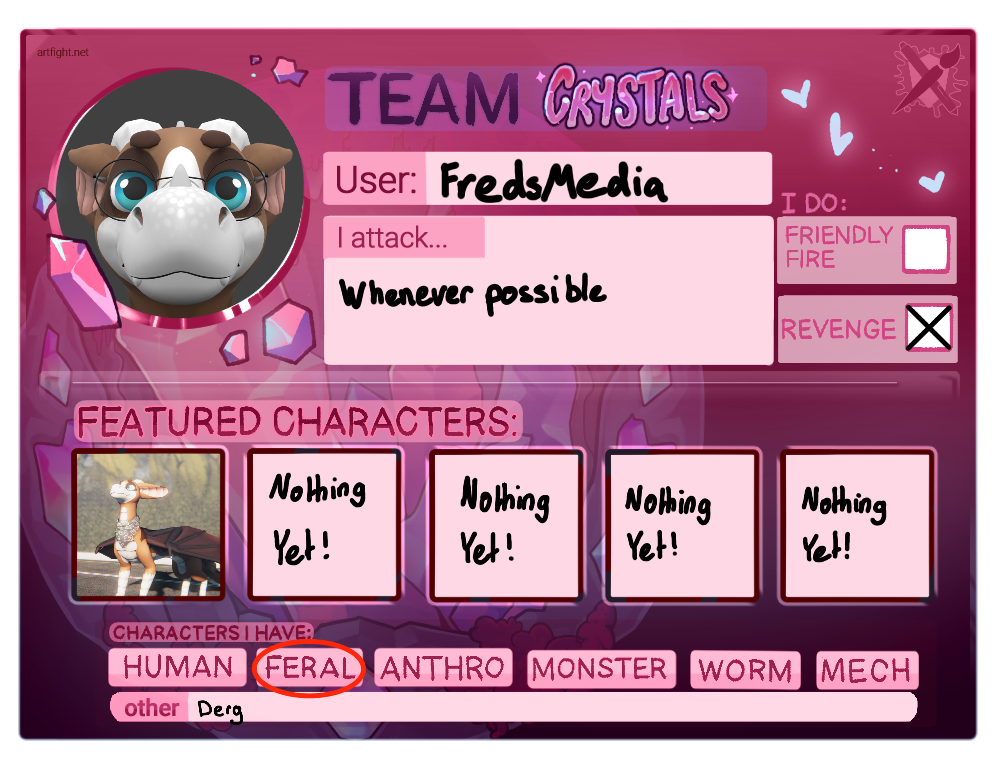 artfight.net
TEAM CRYSTALS
User: FredsMedia
I attack...
Whenever possible
I DO:
FRIENDLY
FIRE
REVENGE
FEATURED CHARACTERS:
Nothing
Yet!
Nothing
Yet!
Nothing
Yet!
Nothing
Yet!
CHARACTERS I HAVE:
HUMAN FERAL ANTHRO MONSTER WORM MECH
other Derg